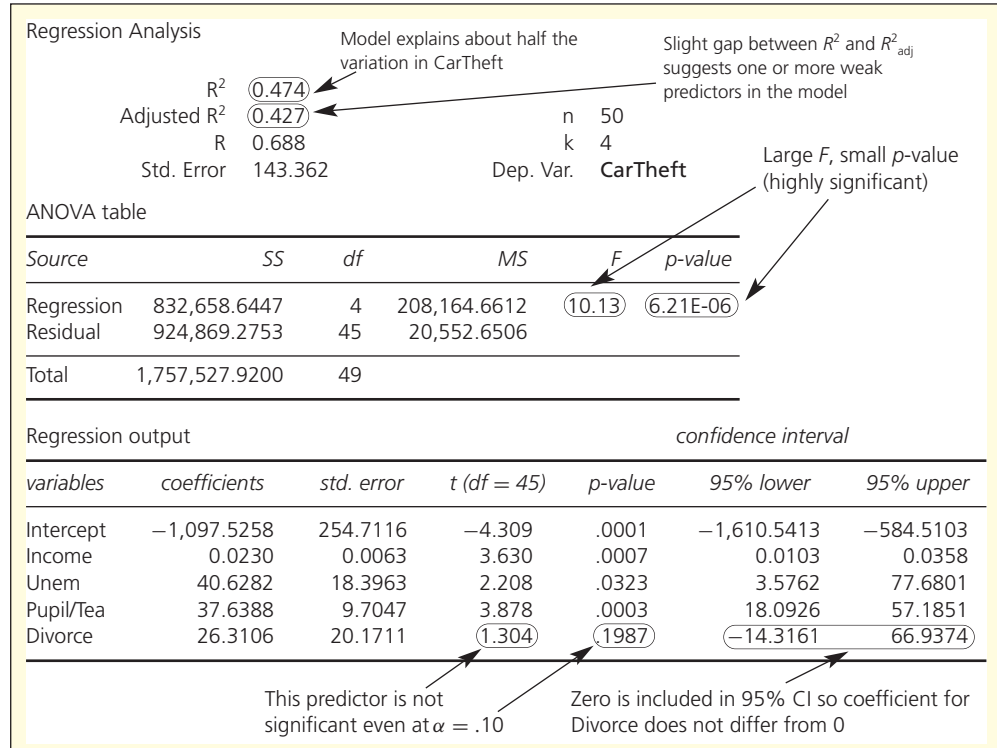 Regression Analysis
Model explains about half the
variation in CarTheft
Slight gap between R² and R²adj
suggests one or more weak
predictors in the model
R² 0.474
Adjusted R² 0.427 n 50
R 0.688 k 4
Std. Error 143.362 Dep. Var. CarTheft
Large F, small p-value
(highly significant)
ANOVA table
Source SS df MS F p-value
Regression 832,658.6447 4 208,164.6612 10.13 6.21E-06
Residual 924,869.2753 45 20,552.6506
Total 1,757,527.9200 49
Regression output confidence interval
variables coefficients std. error t (df = 45) p-value 95% lower 95% upper
Intercept −1,097.5258 254.7116 −4.309 .0001 −1,610.5413 −584.5103
Income 0.0230 0.0063 3.630 .0007 0.0103 0.0358
Unem 40.6282 18.3963 2.208 .0323 3.5762 77.6801
Pupil/Tea 37.6388 9.7047 3.878 .0003 18.0926 57.1851
Divorce 26.3106 20.1711 1.304 .1987 −14.3161 66.9374
This predictor is not
significant even at α = .10
Zero is included in 95% CI so coefficient for
Divorce does not differ from 0